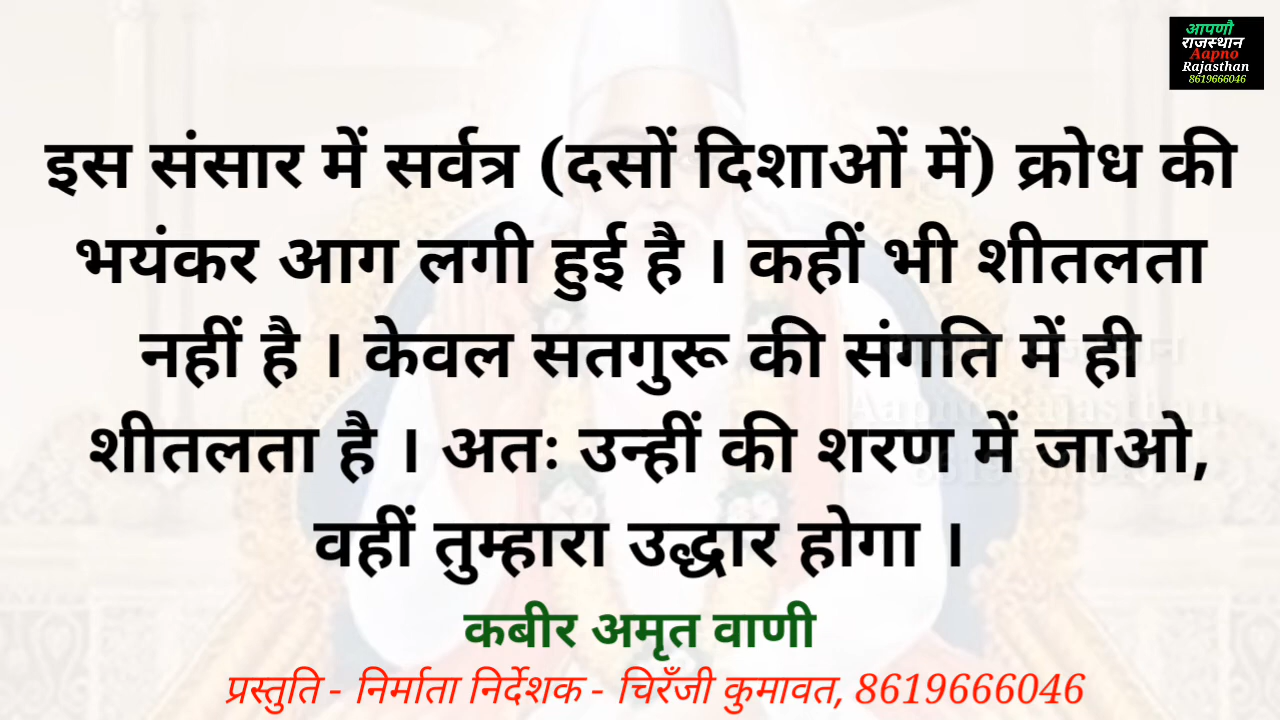 आपणौ
राजस्थान
Aapno
Rajasthan
8619666046
इस संसार में सर्वत्र (दसों दिशाओं में) क्रोध की
भयंकर आग लगी हुई है । कहीं भी शीतलता
नहीं है । केवल सतगुरू की संगति में ही
शीतलता है । अतः उन्हीं की शरण में जाओ,
वहीं तुम्हारा उद्धार होगा ।
कबीर अमृत वाणी
प्रस्तुति - निर्माता निर्देशक - चिरँजी कुमावत, 8619666046